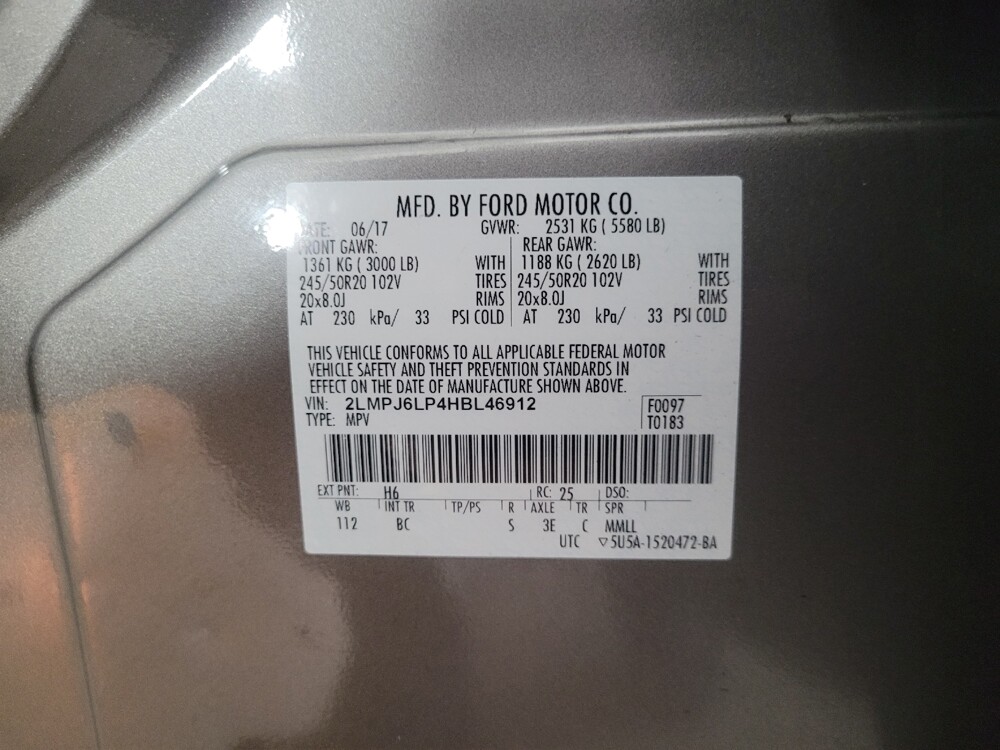 MFD. BY FORD MOTOR CO.
DATE: 06/17 GVWR: 2531 KG ( 5580 LB)
FRONT GAWR: REAR GAWR:
1361 KG ( 3000 LB) WITH 1188 KG ( 2620 LB) WITH
245/50R20 102V TIRES 245/50R20 102V TIRES
20x8.0J RIMS 20x8.0J RIMS
AT 230 kPa/ 33 PSI COLD AT 230 kPa/ 33 PSI COLD
THIS VEHICLE CONFORMS TO ALL APPLICABLE FEDERAL MOTOR
VEHICLE SAFETY AND THEFT PREVENTION STANDARDS IN
EFFECT ON THE DATE OF MANUFACTURE SHOWN ABOVE.
VIN: 2LMPJ6LP4HBL46912 F0097
TYPE: MPV T0183
EXT PNT: H6 RC: 25 DSO:
WB INT TR TP/PS R AXLE TR SPR
112 BC S 3E C MMLL
UTC ▽5U5A-1520472-BA